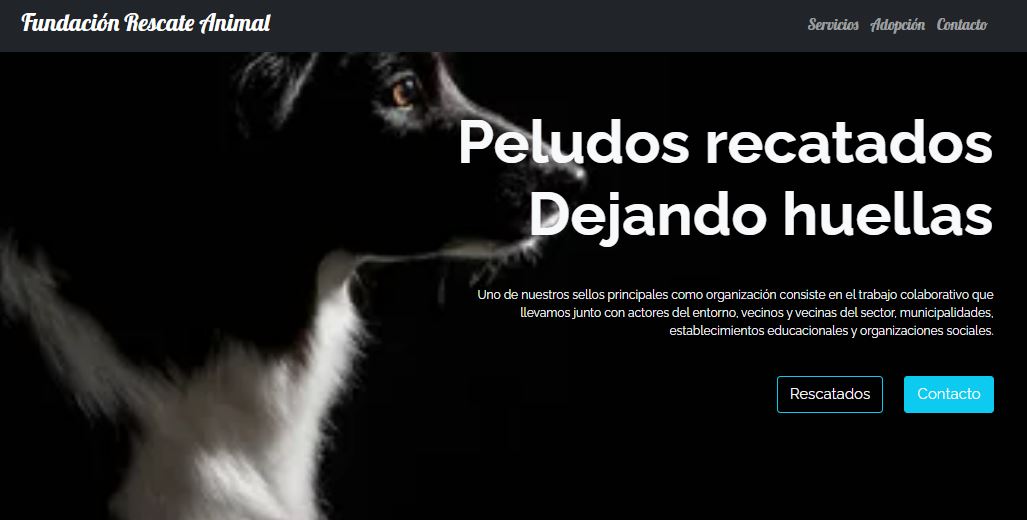 Fundación Rescate Animal
Servicios Adopción Contacto
Peludos recatados
Dejando huellas
Uno de nuestros sellos principales como organización consiste en el trabajo colaborativo que
llevamos junto con actores del entorno, vecinos y vecinas del sector, municipalidades,
establecimientos educacionales y organizaciones sociales.
Rescatados Contacto